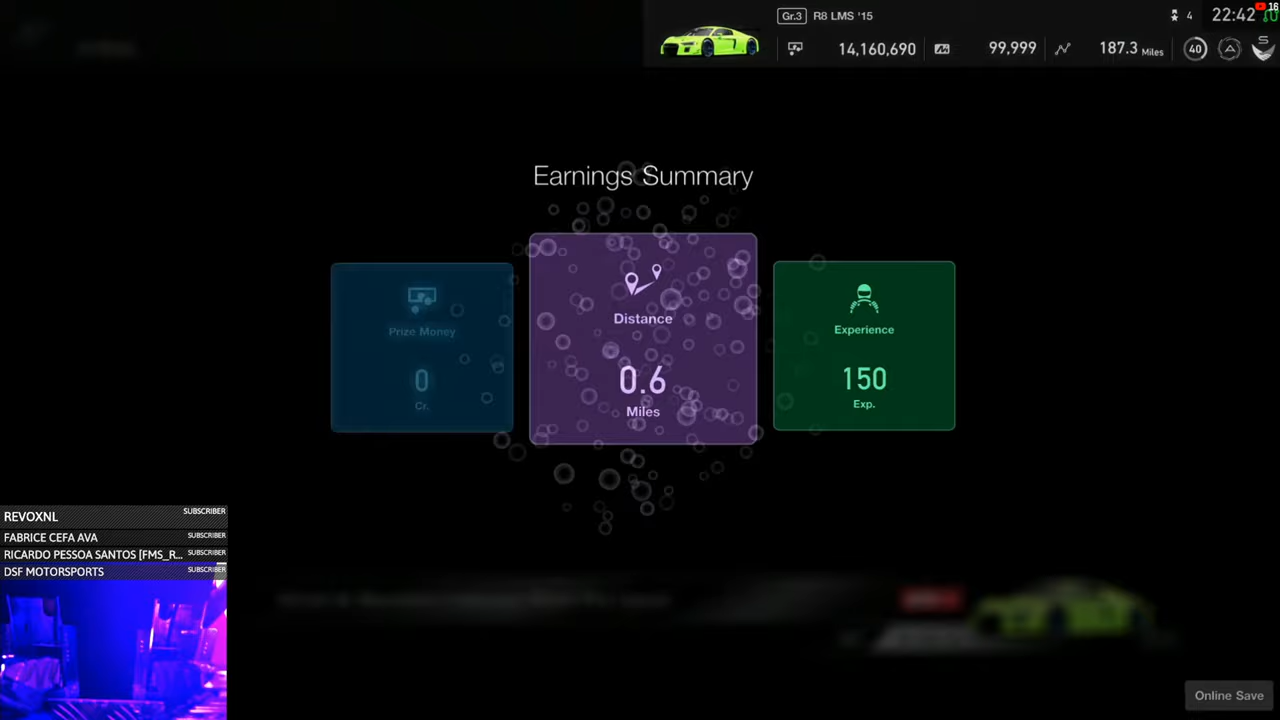 Gr.3 R8 LMS '15
4 22:42 16
14,160,690 99,999 187.3 Miles 40 A S
Earnings Summary
Prize Money
0
Cr.
Distance
0.6
Miles
Experience
150
Exp.
REVOXNL SUBSCRIBER
FABRICE CEFA AVA SUBSCRIBER
RICARDO PESSOA SANTOS [FMS_R... SUBSCRIBER
DSF MOTORSPORTS SUBSCRIBER
Online Save